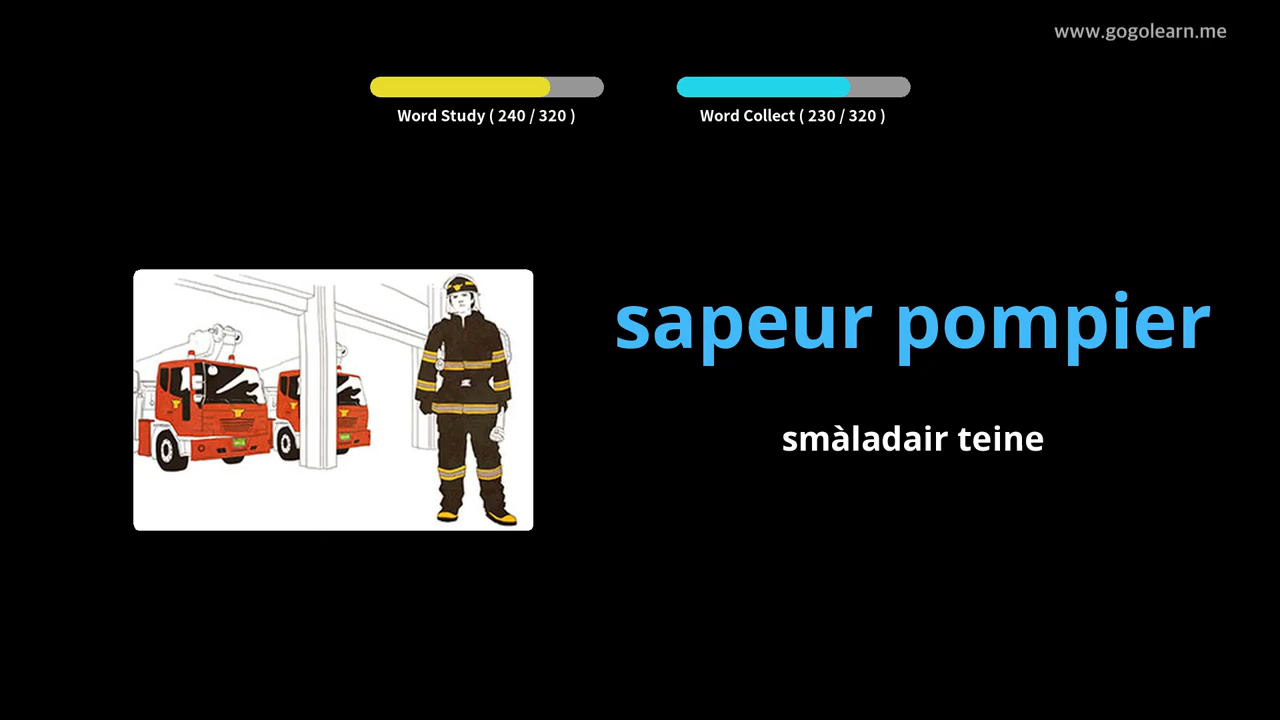 www.gogolearn.me
Word Study ( 240 / 320 )
Word Collect ( 230 / 320 )
sapeur pompier
smàladair teine